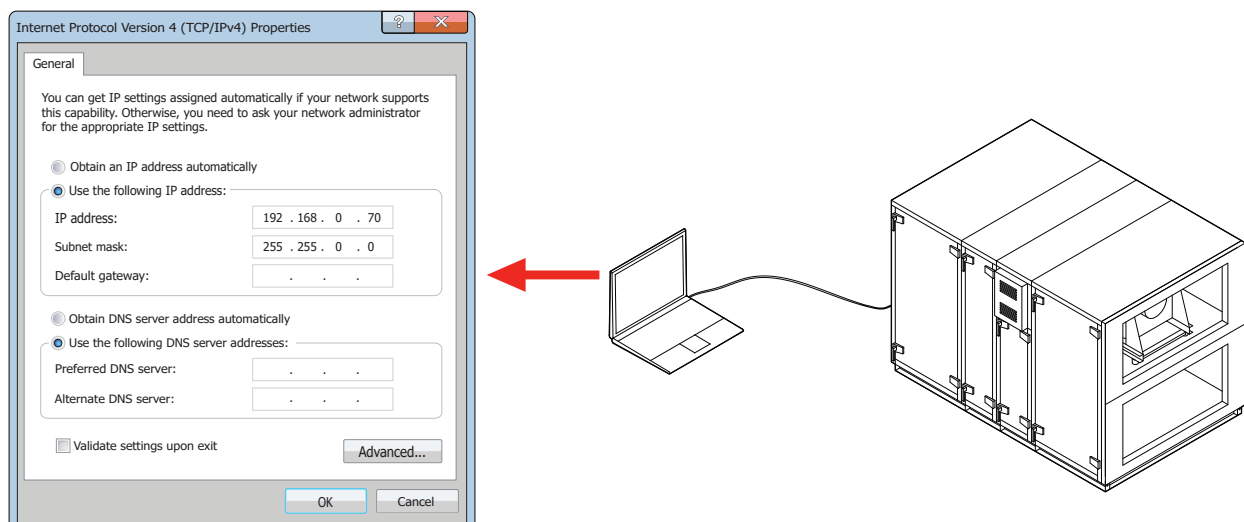 Internet Protocol Version 4 (TCP/IPv4) Properties
?
X
General
You can get IP settings assigned automatically if your network supports
this capability. Otherwise, you need to ask your network administrator
for the appropriate IP settings.
Obtain an IP address automatically
Use the following IP address:
IP address: 192 . 168 . 0 . 70
Subnet mask: 255 . 255 . 0 . 0
Default gateway: . . .
Obtain DNS server address automatically
Use the following DNS server addresses:
Preferred DNS server: . . .
Alternate DNS server: . . .
Validate settings upon exit
Advanced...
OK Cancel